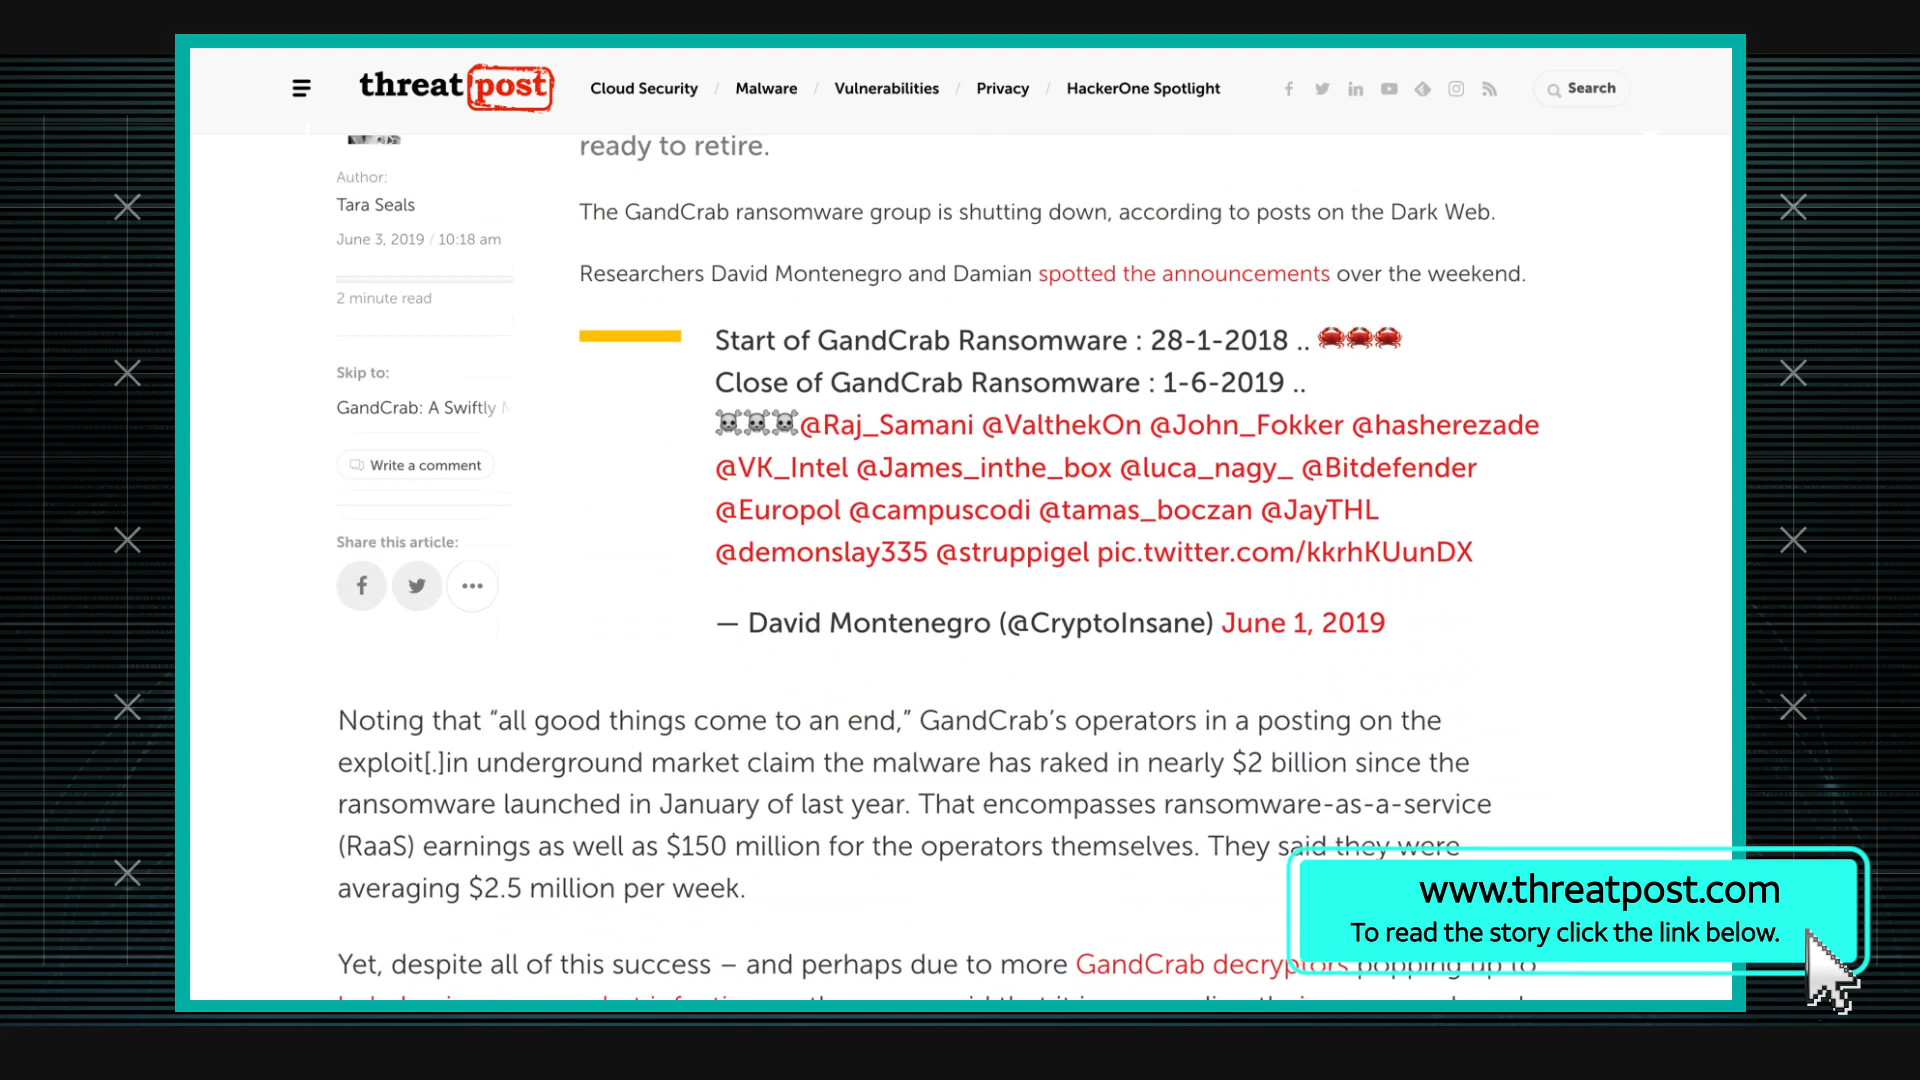 threatpost
Cloud Security / Malware / Vulnerabilities / Privacy / HackerOne Spotlight
Search
ready to retire.
Author:
Tara Seals
June 3, 2019 / 10:18 am
2 minute read
Skip to:
GandCrab: A Swiftly
Write a comment
Share this article:
The GandCrab ransomware group is shutting down, according to posts on the Dark Web.
Researchers David Montenegro and Damian spotted the announcements over the weekend.
Start of GandCrab Ransomware : 28-1-2018 .. 🦀🦀🦀
Close of GandCrab Ransomware : 1-6-2019 ..
☠☠☠@Raj_Samani @ValthekOn @John_Fokker @hasherezade
@VK_Intel @James_inthe_box @luca_nagy_ @Bitdefender
@Europol @campuscodi @tamas_boczan @JayTHL
@demonslay335 @struppigel pic.twitter.com/kkrhKUunDX
— David Montenegro (@CryptoInsane) June 1, 2019
Noting that “all good things come to an end,” GandCrab’s operators in a posting on the
exploit[.]in underground market claim the malware has raked in nearly $2 billion since the
ransomware launched in January of last year. That encompasses ransomware-as-a-service
(RaaS) earnings as well as $150 million for the operators themselves. They said they were
averaging $2.5 million per week.
Yet, despite all of this success – and perhaps due to more GandCrab decryptors popping up to
www.threatpost.com
To read the story click the link below.